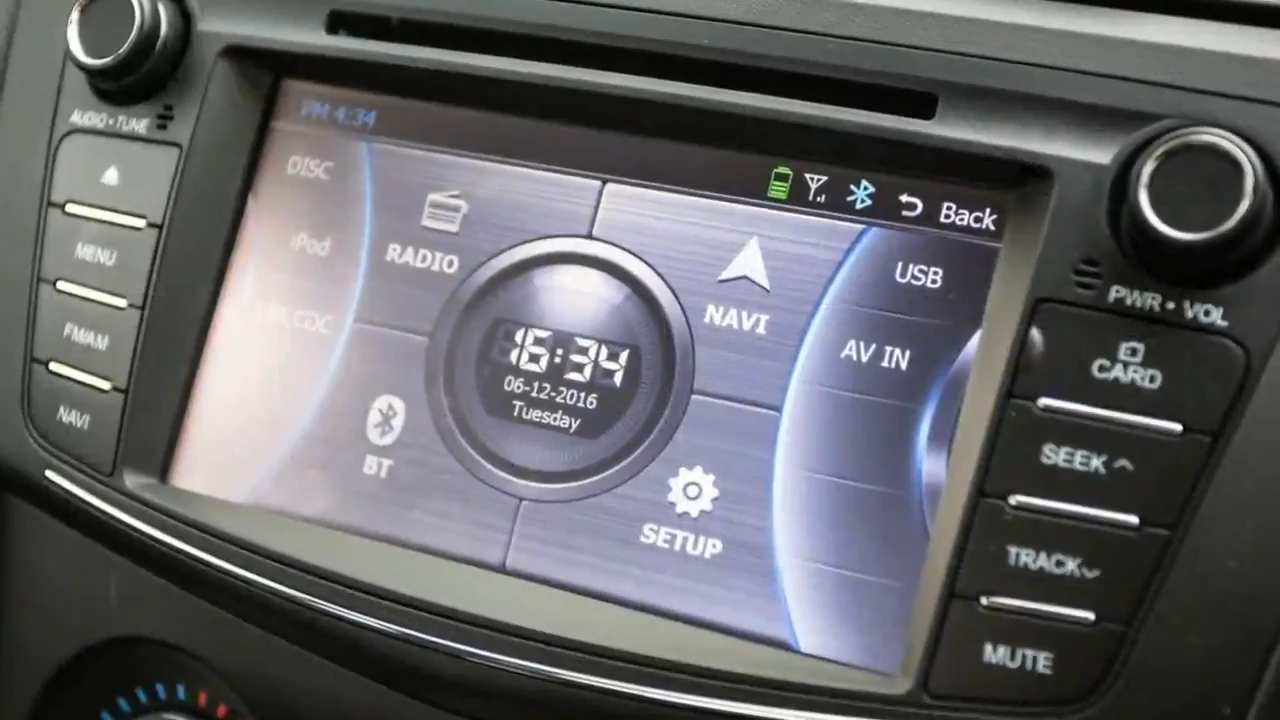 AUDIO•TUNE
MENU
FM/AM
NAVI
PM 4:34
Back
DISC
iPod
CDC
RADIO
NAVI
BT
SETUP
16:34
06-12-2016
Tuesday
USB
AV IN
PWR•VOL
CARD
SEEK
TRACK
MUTE